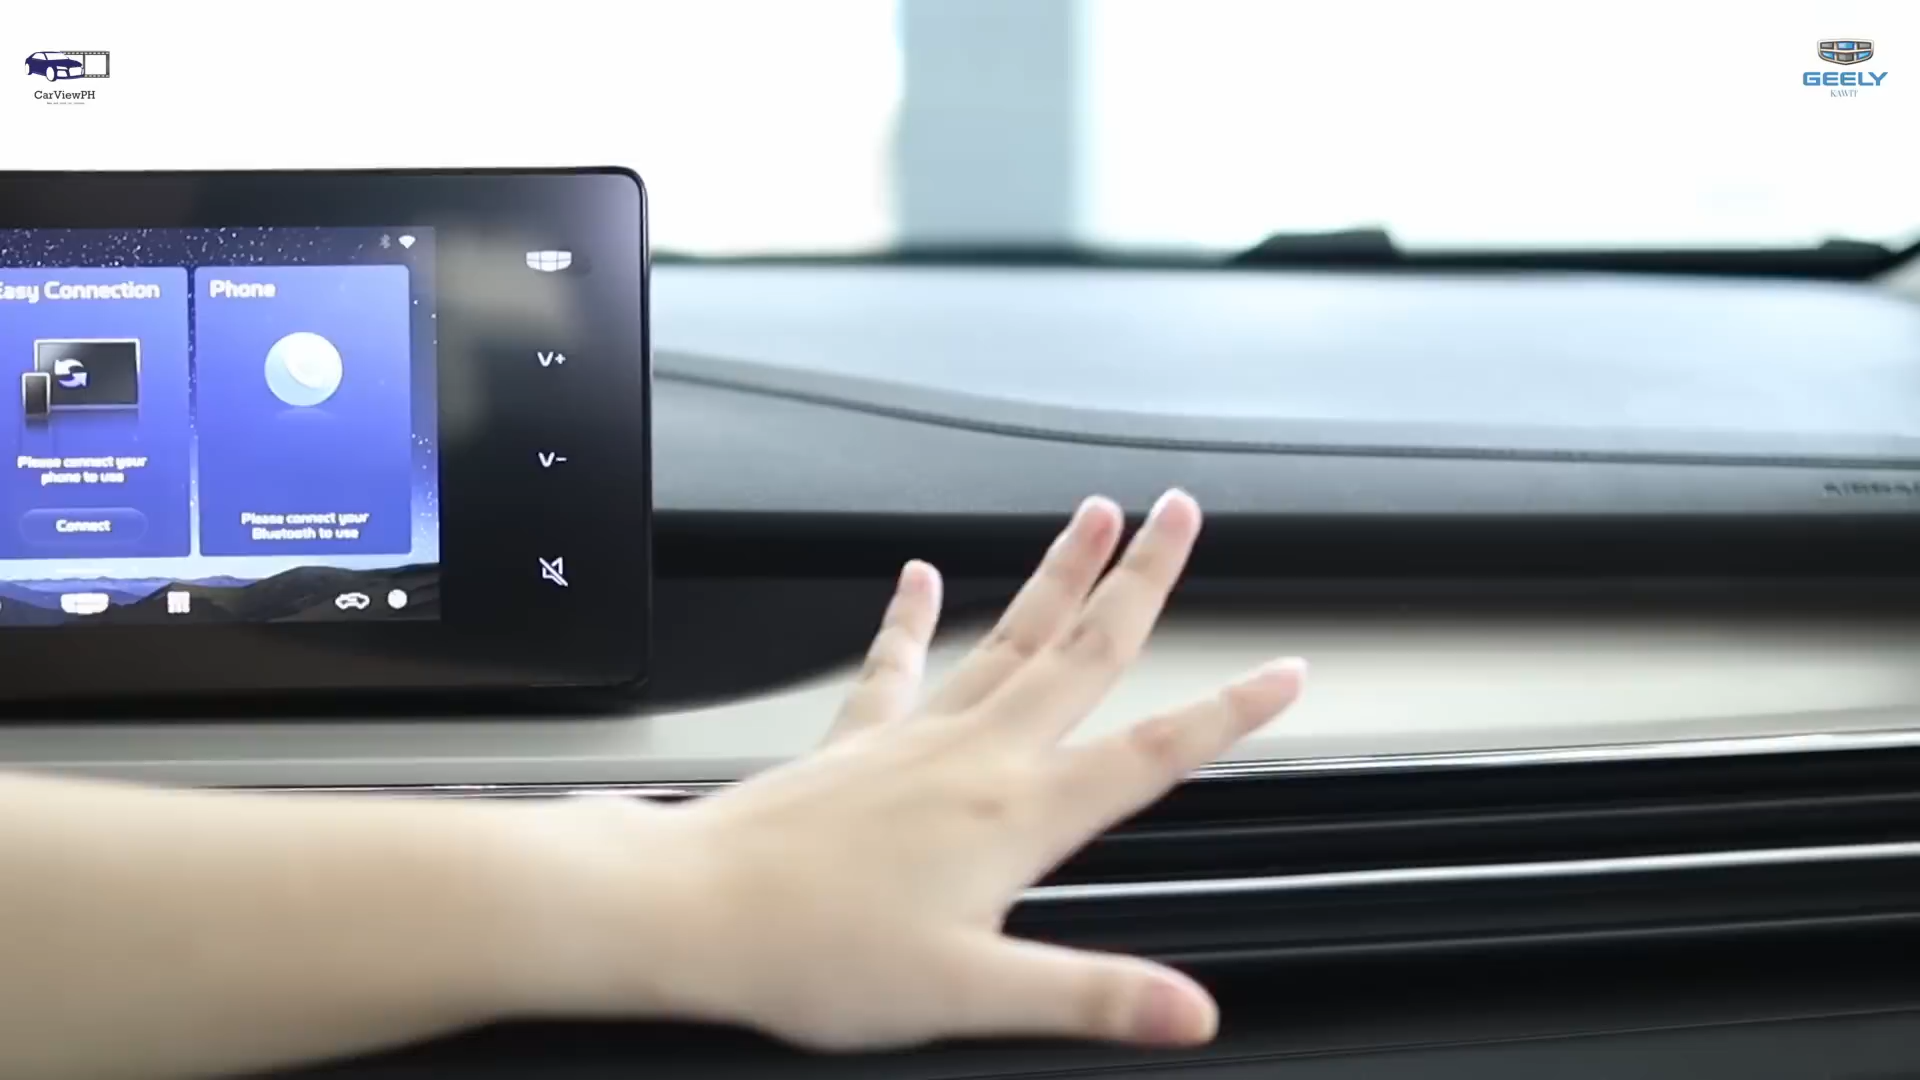 CarViewPH
GEELY
KAWIT
Easy Connection
Please connect your
phone to use
Connect
Phone
Please connect your
Bluetooth to use
V+
V-